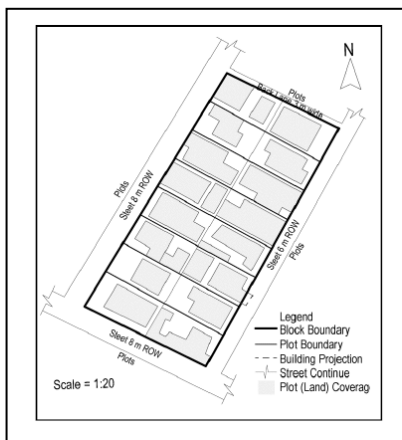 N
Plots
Back Lane 3 m wide
Plots
Steet 8 m ROW
Steet 6 m ROW
Plots
Steet 8 m ROW
Plots
Scale = 1:20
Legend
Block Boundary
Plot Boundary
Building Projection
Street Continue
Plot (Land) Coverag